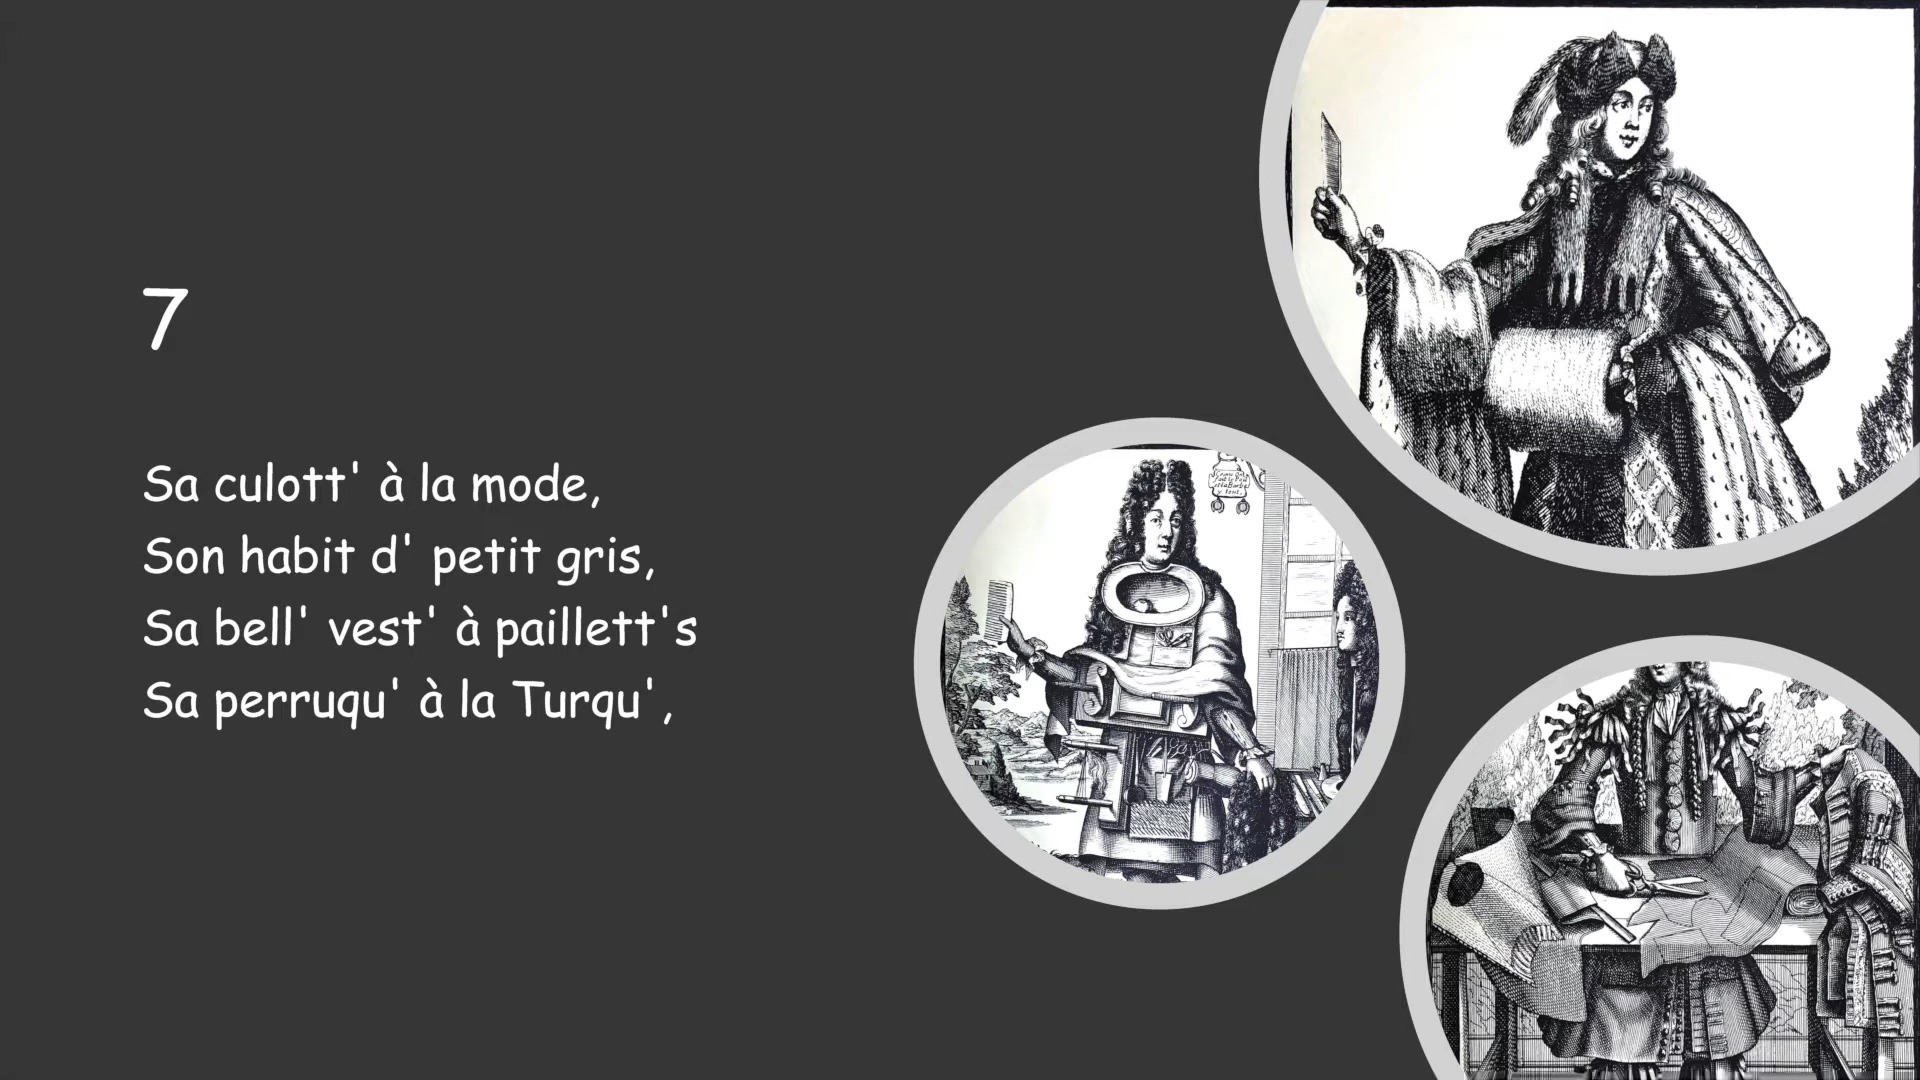 7
Sa culott' à la mode,
Son habit d' petit gris,
Sa bell' vest' à paillett's
Sa perruqu' à la Turqu',